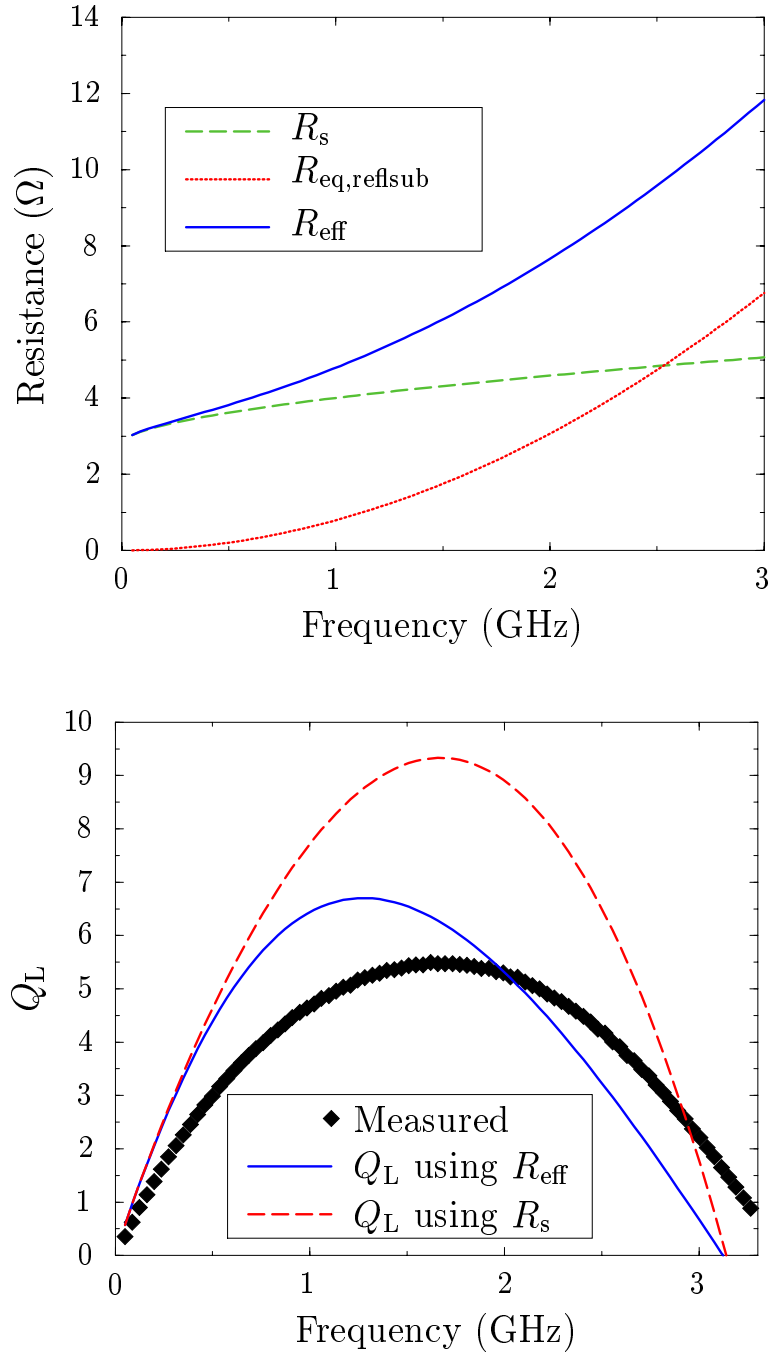 14
12
10
8
6
4
2
0
Resistance (Ω)
R_s
R_eq,reflsub
R_eff
0 1 2 3
Frequency (GHz)
10
9
8
7
6
5
4
3
2
1
0
Q_L
Measured
Q_L using R_eff
Q_L using R_s
0 1 2 3
Frequency (GHz)